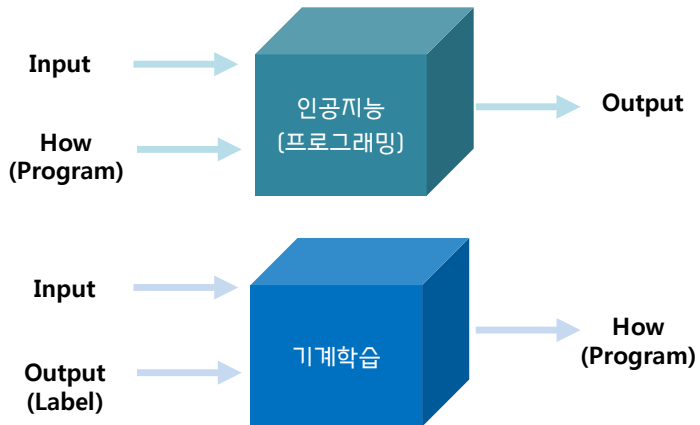 Input
How
(Program)
인공지능
(프로그래밍)
Output
Input
Output
(Label)
기계학습
How
(Program)